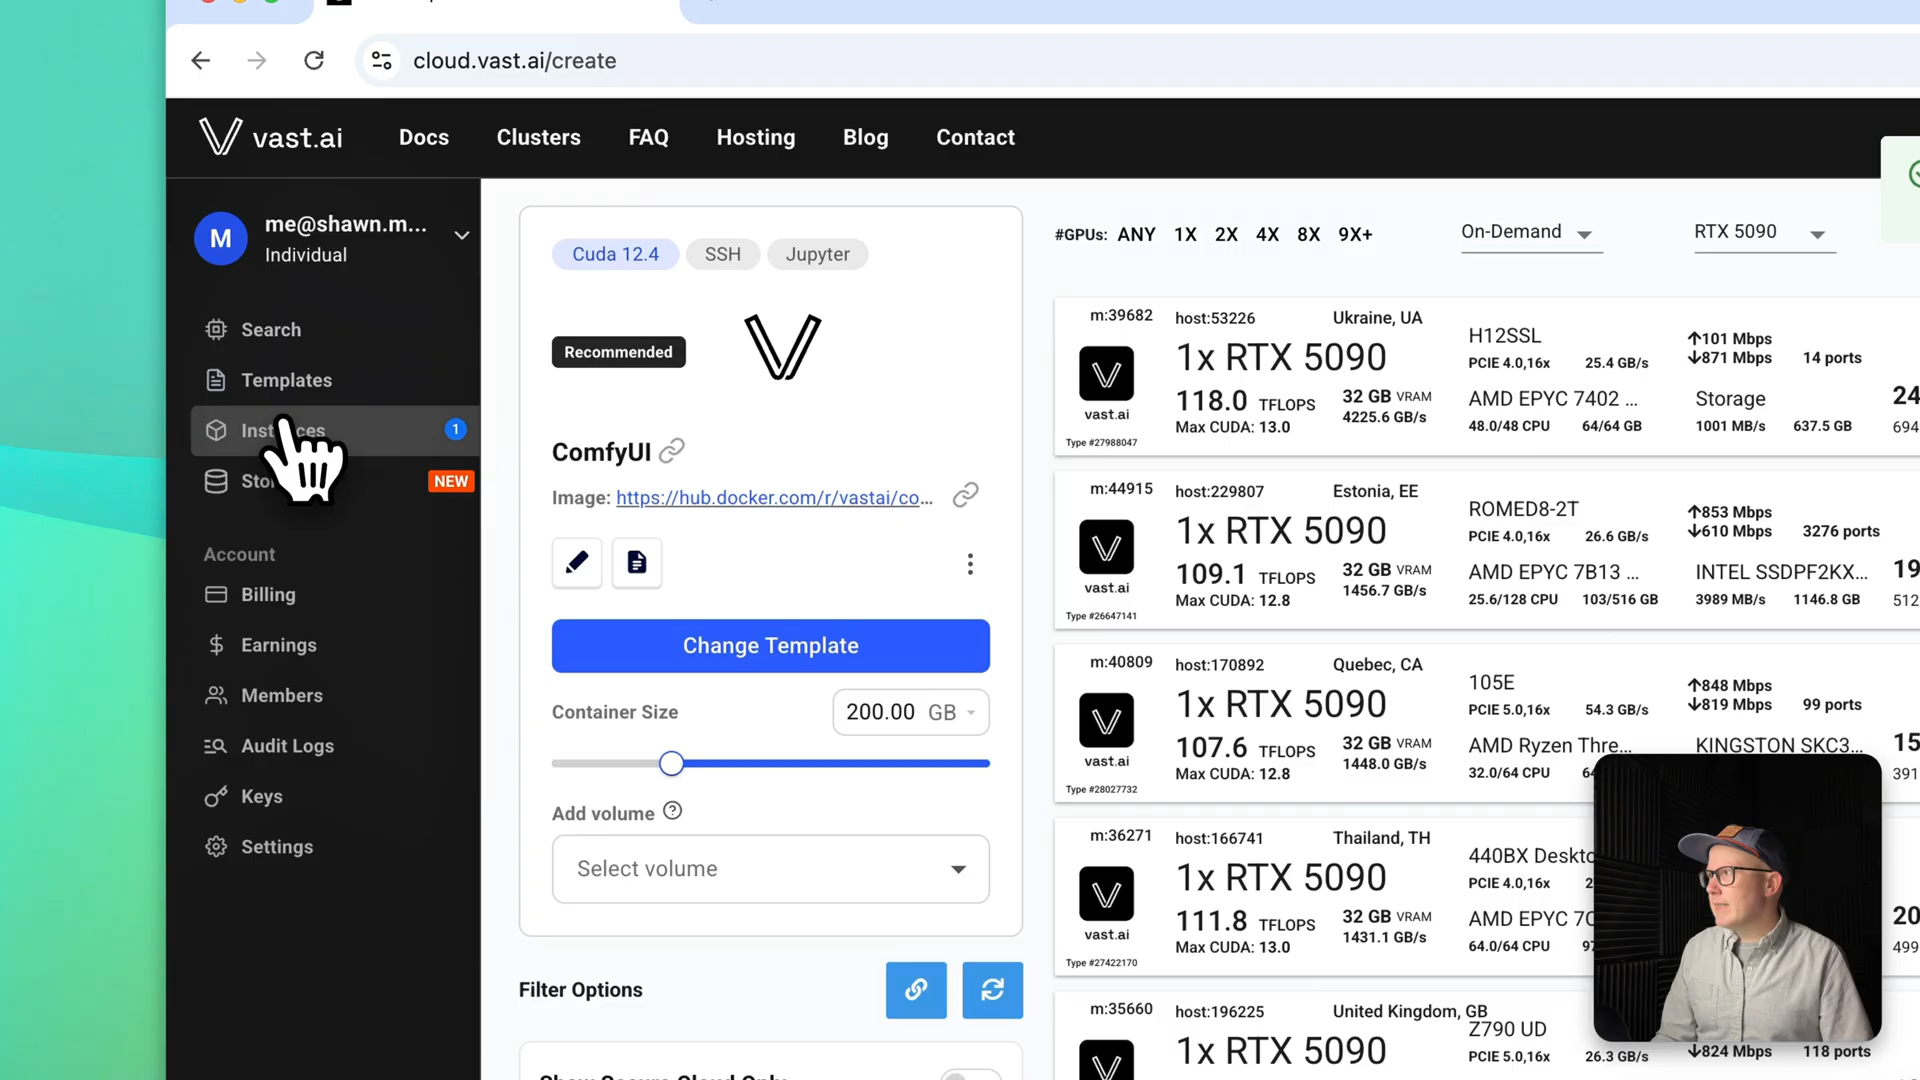 cloud.vast.ai/create
vast.ai
Docs
Clusters
FAQ
Hosting
Blog
Contact
M
me@shawn.m...
Individual
Search
Templates
1
NEW
Account
Billing
Earnings
Members
Audit Logs
Keys
Settings
Cuda 12.4
SSH
Jupyter
Recommended
ComfyUI
Image: https://hub.docker.com/r/vastai/co...
Change Template
Container Size
200.00 GB
Add volume
Select volume
Filter Options
#GPUs: ANY 1X 2X 4X 8X 9X+
On-Demand
RTX 5090
m:39682
host:53226
Ukraine, UA
1x RTX 5090
118.0 TFLOPS
Max CUDA: 13.0
32 GB VRAM
4225.6 GB/s
vast.ai
Type #27988047
H12SSL
PCIE 4.0,16x 25.4 GB/s
AMD EPYC 7402 ...
48.0/48 CPU 64/64 GB
↑101 Mbps
↓871 Mbps
14 ports
Storage
1001 MB/s 637.5 GB
m:44915
host:229807
Estonia, EE
1x RTX 5090
109.1 TFLOPS
Max CUDA: 12.8
32 GB VRAM
1456.7 GB/s
vast.ai
Type #26647141
ROMED8-2T
PCIE 4.0,16x 26.6 GB/s
AMD EPYC 7B13 ...
25.6/128 CPU 103/516 GB
↑853 Mbps
↓610 Mbps
3276 ports
INTEL SSDPF2KX...
3989 MB/s 1146.8 GB
m:40809
host:170892
Quebec, CA
1x RTX 5090
107.6 TFLOPS
Max CUDA: 12.8
32 GB VRAM
1448.0 GB/s
vast.ai
Type #28027732
105E
PCIE 5.0,16x 54.3 GB/s
AMD Ryzen Thre...
32.0/64 CPU
↑848 Mbps
↓819 Mbps
99 ports
KINGSTON SKC3...
m:36271
host:166741
Thailand, TH
1x RTX 5090
111.8 TFLOPS
Max CUDA: 13.0
32 GB VRAM
1431.1 GB/s
vast.ai
Type #27422170
440BX
PCIE 4.0,16x
AMD EPYC
64.0/64 CPU
m:35660
host:196225
United Kingdom, GB
1x RTX 5090
Z790 UD
PCIE 5.0,16x 26.3 GB/s
↓824 Mbps
118 ports